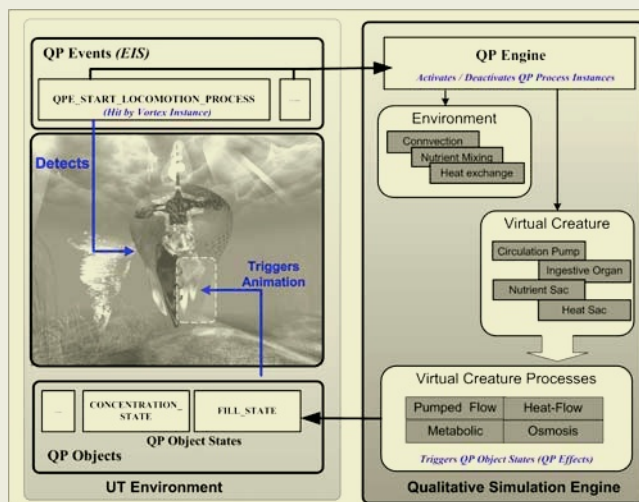 QP Events (EIS)
QPE_START_LOCOMOTION_PROCESS
(Hit by Vortex Instance)
...
Detects
Triggers
Animation
...
CONCENTRATION_
STATE
FILL_STATE
QP Object States
QP Objects
UT Environment
QP Engine
Activates / Deactivates QP Process Instances
Environment
Connvection
Nutrient Mixing
Heat exchange
Virtual Creature
Circulation Pump
Ingestive Organ
Nutrient Sac
Heat Sac
Virtual Creature Processes
Pumped Flow
Heat-Flow
Metabolic
Osmosis
Triggers QP Object States (QP Effects)
Qualitative Simulation Engine